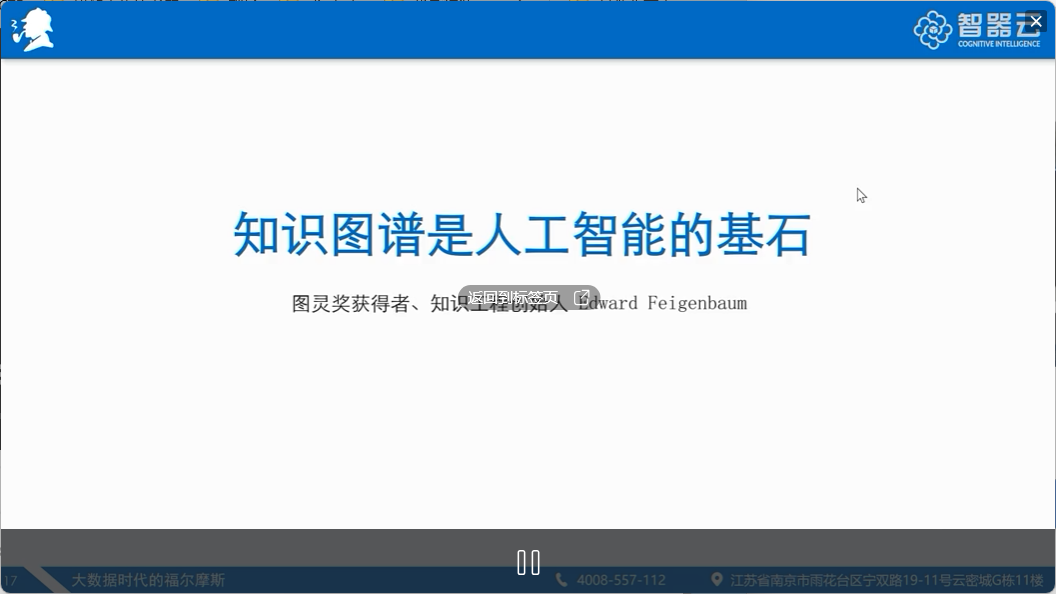 智器云
COGNITIVE INTELLIGENCE
知识图谱是人工智能的基石
图灵奖获得者、知识工程创始人 Edward Feigenbaum
返回到标签页
17
大数据时代的福尔摩斯
4008-557-112
江苏省南京市雨花台区宁双路19-11号云密城G栋11楼